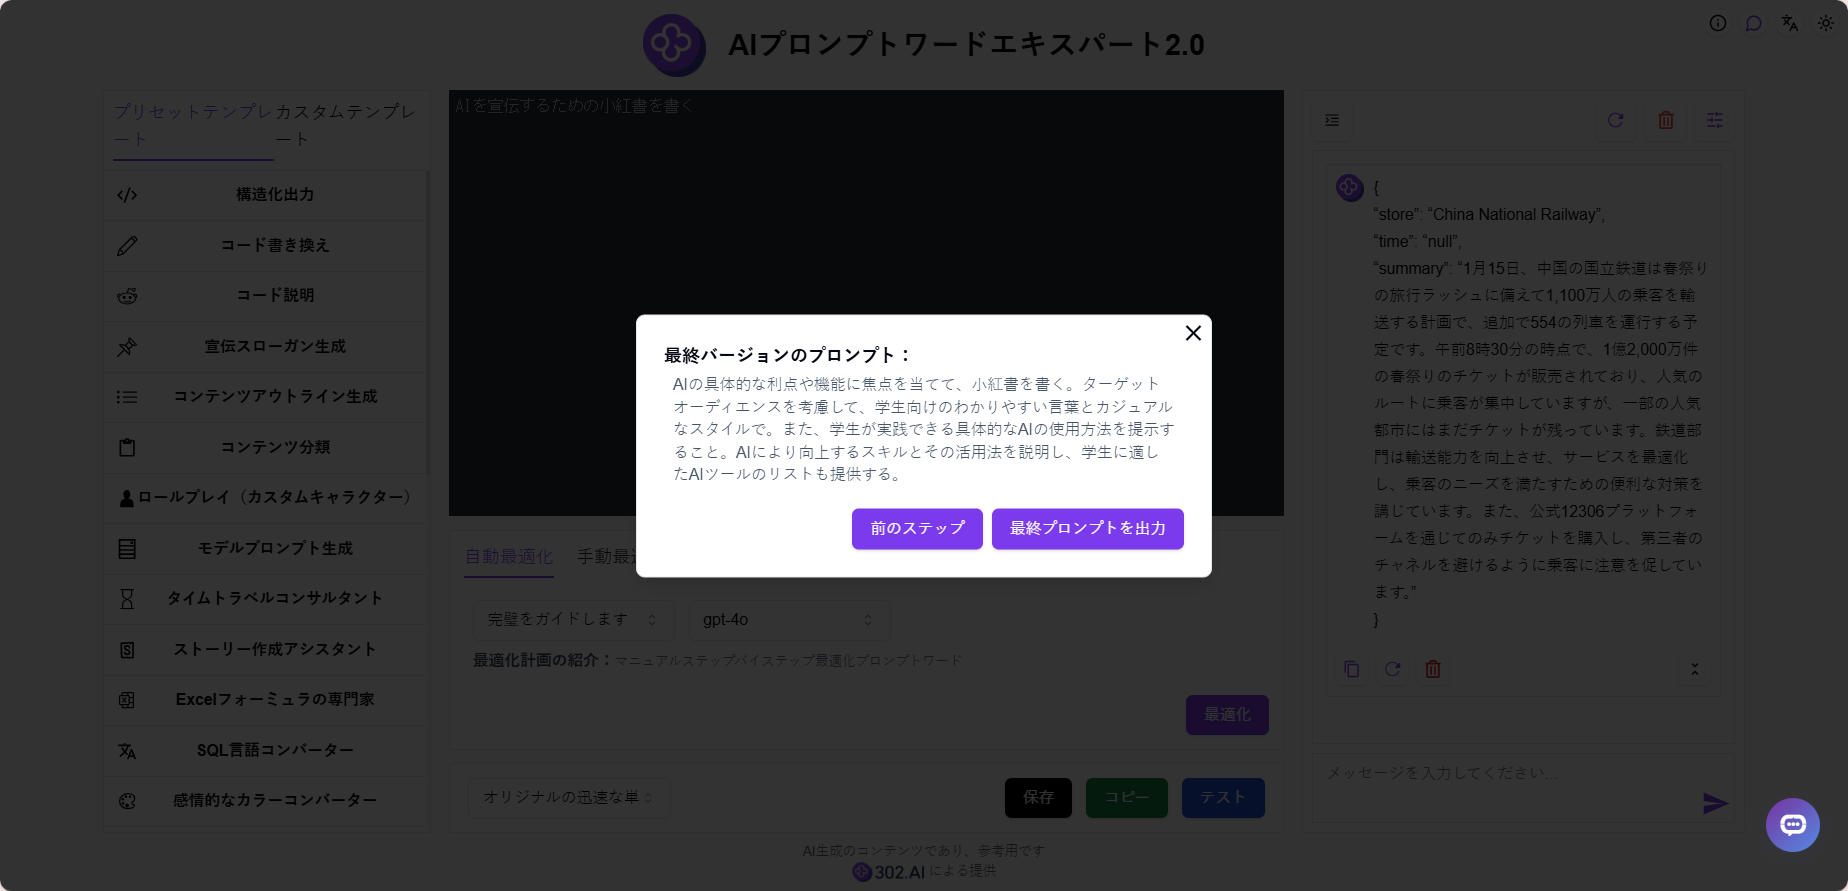 AIプロンプトワードエキスパート2.0
プリセットテンプレ
ート
カスタムテンプレ
ート
構造化出力
コード書き換え
コード説明
宣伝スローガン生成
コンテンツアウトライン生成
コンテンツ分類
ロールプレイ（カスタムキャラクター）
モデルプロンプト生成
タイムトラベルコンサルタント
ストーリー作成アシスタント
Excelフォーミュラの専門家
SQL言語コンバーター
感情的なカラーコンバーター
AIを宣伝するための小紅書を書く
最終バージョンのプロンプト：
AIの具体的な利点や機能に焦点を当てて、小紅書を書く。ターゲット
オーディエンスを考慮して、学生向けのわかりやすい言葉とカジュアル
なスタイルで。また、学生が実践できる具体的なAIの使用方法を提示す
ること。AIにより向上するスキルとその活用法を説明し、学生に適し
たAIツールのリストも提供する。
前のステップ
最終プロンプトを出力
自動最適化
手動最適
完璧をガイドします
gpt-4o
最適化計画の紹介：マニュアルステップバイステップ最適化プロンプトワード
最適化
オリジナルの迅速な単
保存
コピー
テスト
{
“store”: “China National Railway”,
“time”: “null”,
“summary”: “1月15日、中国の国立鉄道は春祭り
の旅行ラッシュに備えて1,100万人の乗客を輸
送する計画で、追加で554の列車を運行する予
定です。午前8時30分の時点で、1億2,000万件
の春祭りのチケットが販売されており、人気の
ルートに乗客が集中していますが、一部の人気
都市にはまだチケットが残っています。鉄道部
門は輸送能力を向上させ、サービスを最適化
し、乗客のニーズを満たすための便利な対策を
講じています。また、公式12306プラットフォ
ームを通じてのみチケットを購入し、第三者の
チャネルを避けるように乗客に注意を促してい
ます。”
}
メッセージを入力してください...
AI生成のコンテンツであり、参考用です
302.AI による提供